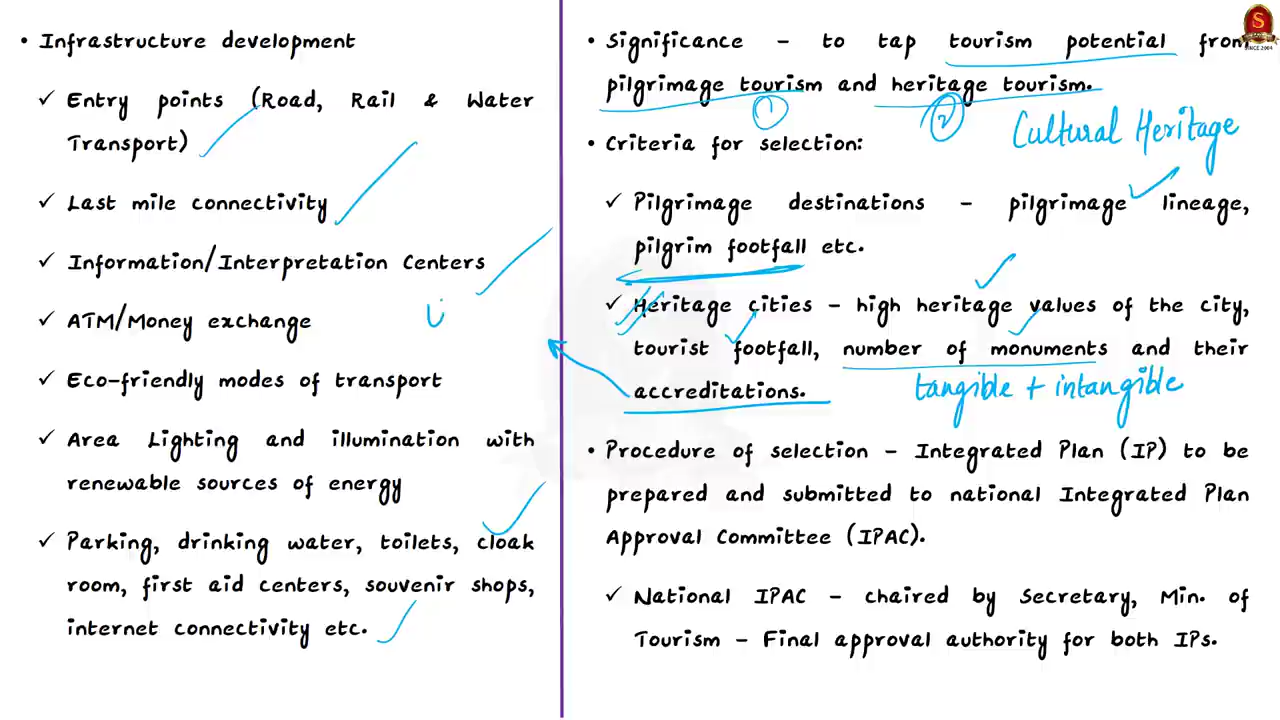 • Infrastructure development
✓ Entry points (Road, Rail & Water
Transport)
✓ Last mile connectivity
✓ Information/Interpretation Centers
✓ ATM/Money exchange
✓ Eco-friendly modes of transport
✓ Area Lighting and illumination with
renewable sources of energy
✓ Parking, drinking water, toilets, cloak
room, first aid centers, souvenir shops,
internet connectivity etc.
• Significance – to tap tourism potential from
pilgrimage tourism and heritage tourism.
1 2
Cultural Heritage
• Criteria for selection:
✓ Pilgrimage destinations – pilgrimage lineage,
pilgrim footfall etc.
✓ Heritage cities – high heritage values of the city,
tourist footfall, number of monuments and their
accreditations.
tangible + intangible
• Procedure of selection – Integrated Plan (IP) to be
prepared and submitted to national Integrated Plan
Approval Committee (IPAC).
✓ National IPAC – chaired by Secretary, Min. of
Tourism – Final approval authority for both IPs.
S
SINCE 2004